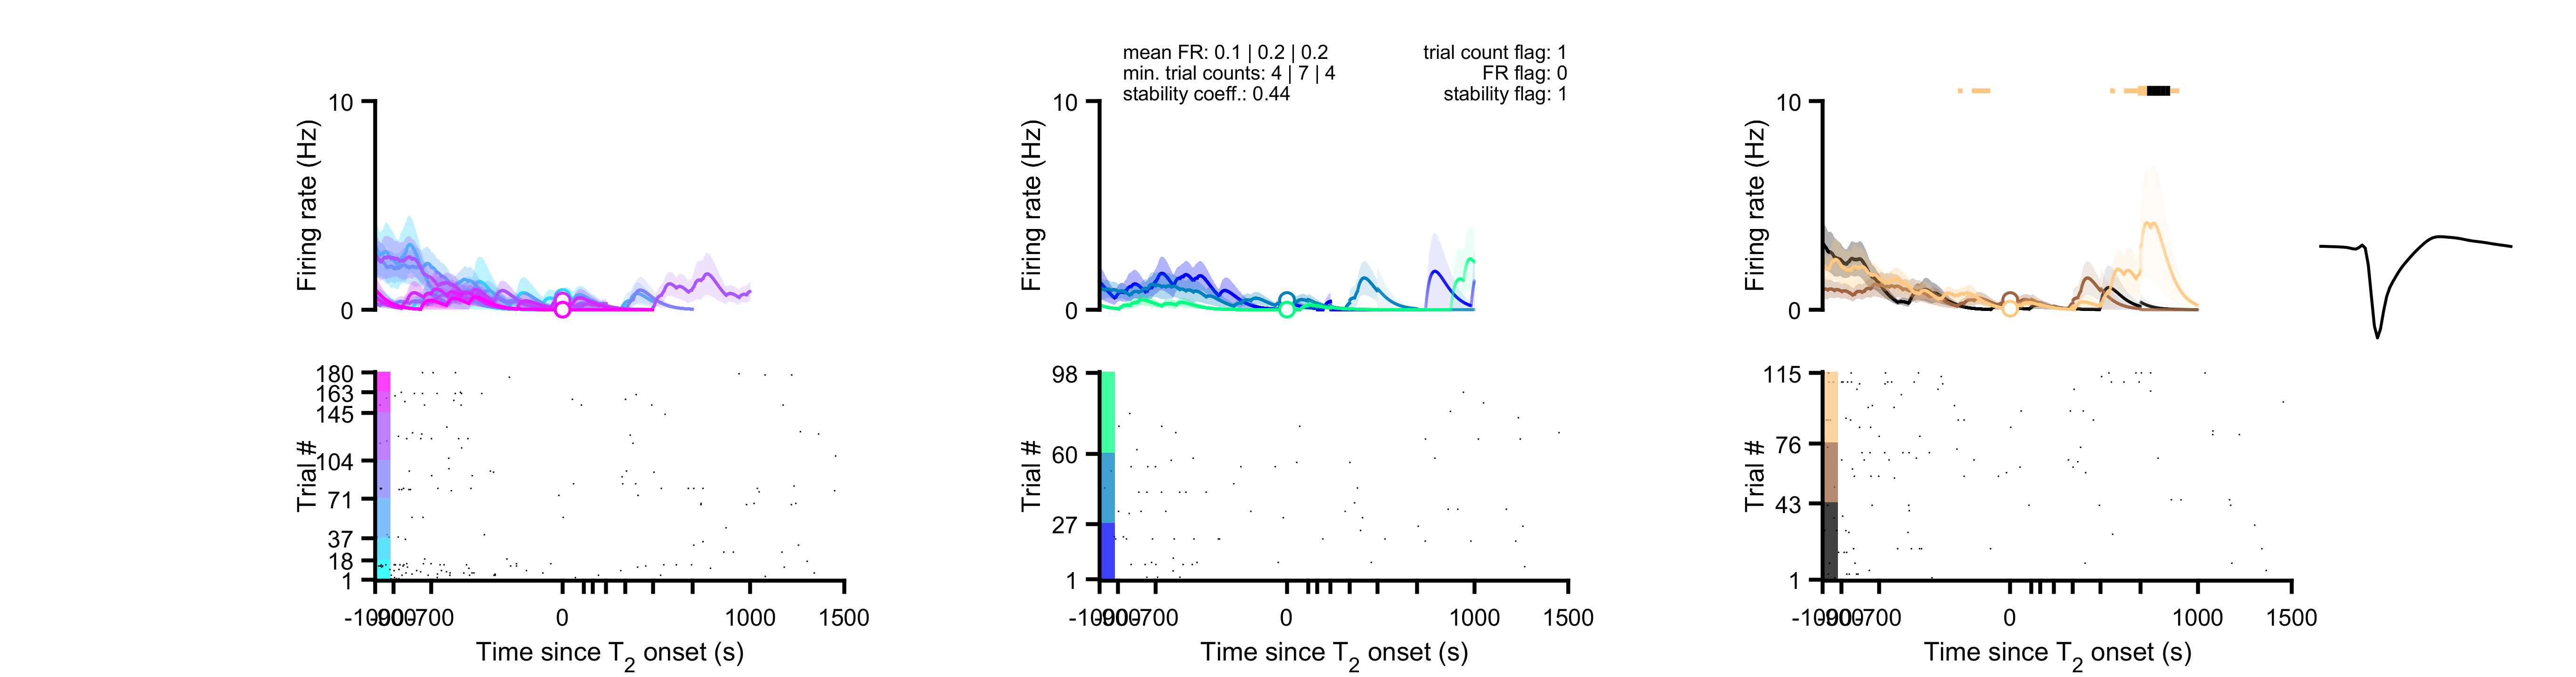 mean FR: 0.1 | 0.2 | 0.2
min. trial counts: 4 | 7 | 4
stability coeff.: 0.44
trial count flag: 1
FR flag: 0
stability flag: 1
Firing rate (Hz)
10
0
Firing rate (Hz)
10
0
Firing rate (Hz)
10
0
Trial #
180
163
145
104
71
37
18
1
0
1000
1500
Time since T2 onset (s)
Trial #
98
60
27
1
0
1000
1500
Time since T2 onset (s)
Trial #
115
76
43
1
0
1000
1500
Time since T2 onset (s)